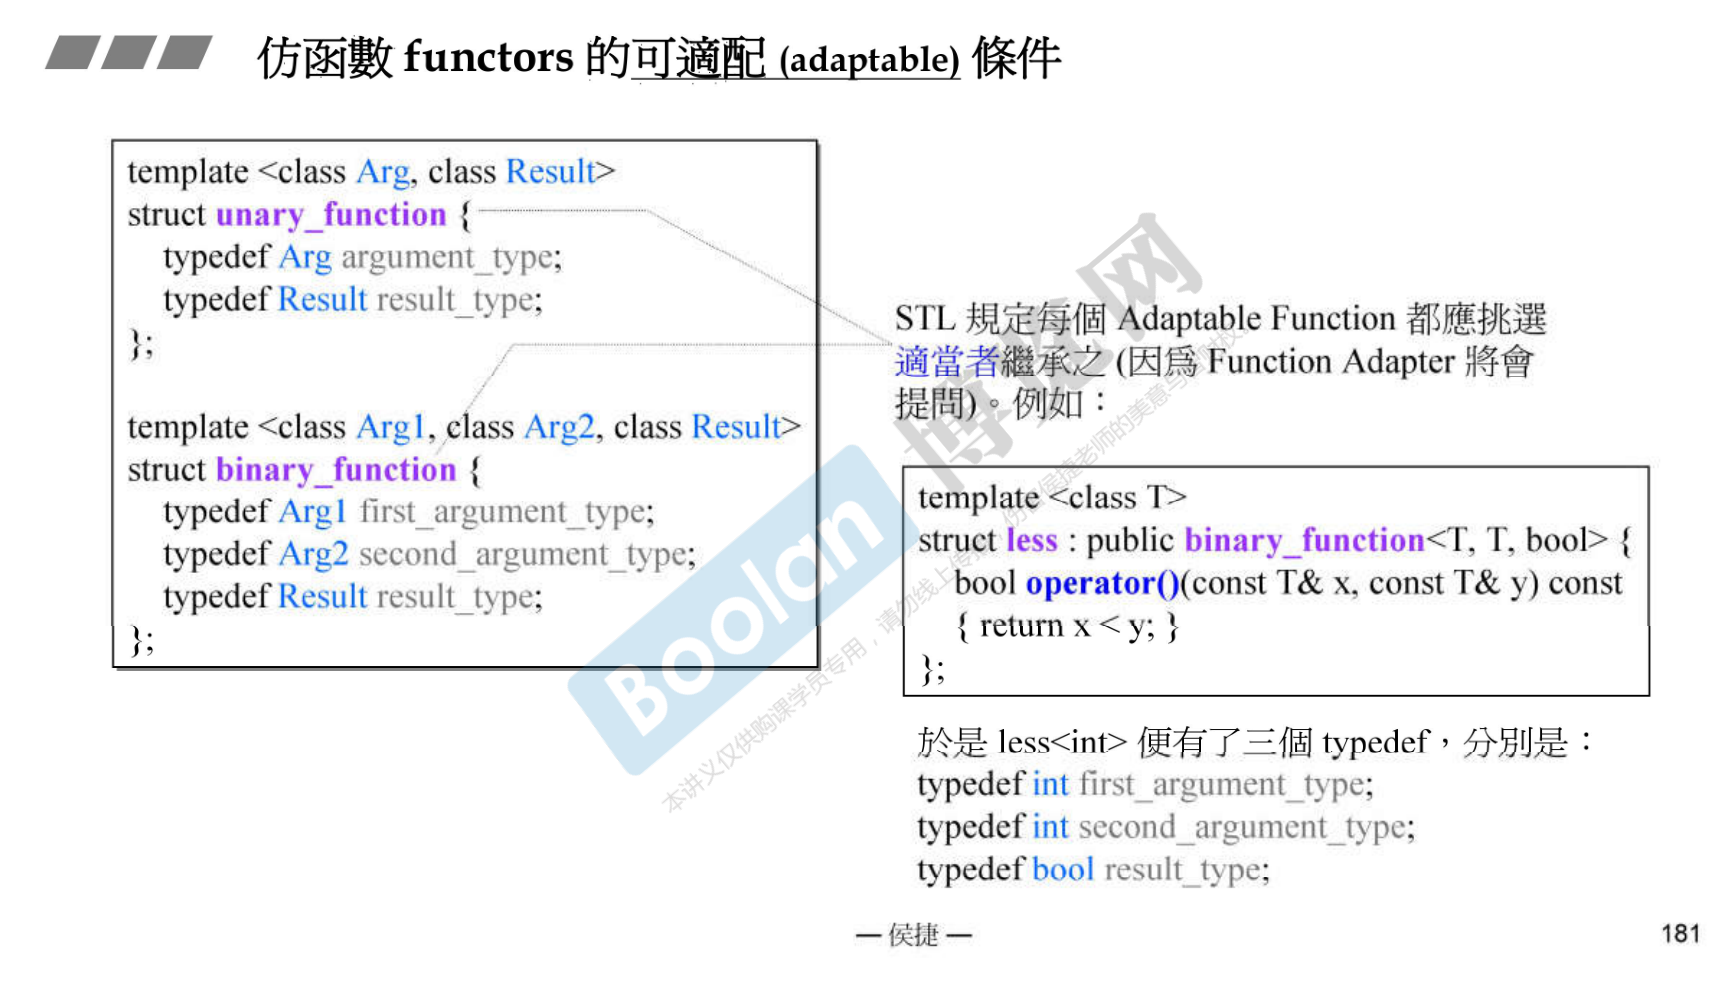 仿函數 functors 的可適配 (adaptable) 條件
template <class Arg, class Result>
struct unary_function {
typedef Arg argument_type;
typedef Result result_type;
};
template <class Arg1, class Arg2, class Result>
struct binary_function {
typedef Arg1 first_argument_type;
typedef Arg2 second_argument_type;
typedef Result result_type;
};
STL 規定每個 Adaptable Function 都應挑選
適當者繼承之 (因爲 Function Adapter 將會
提問)。例如：
template <class T>
struct less : public binary_function<T, T, bool> {
bool operator()(const T& x, const T& y) const
{ return x < y; }
};
於是 less<int> 便有了三個 typedef，分別是：
typedef int first_argument_type;
typedef int second_argument_type;
typedef bool result_type;
Boolan 博览网
本讲义仅供购课学员专用，请勿线上传播
— 侯捷 —
181